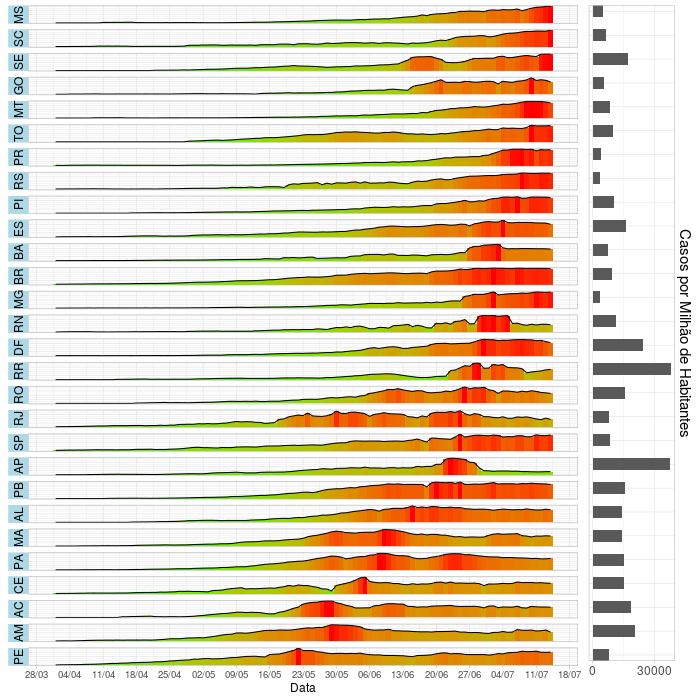 MS
SC
SE
GO
MT
TO
PR
RS
PI
ES
BA
BR
MG
RN
DF
RR
RO
RJ
SP
AP
PB
AL
MA
PA
CE
AC
AM
PE
28/03 04/04 11/04 18/04 25/04 02/05 09/05 16/05 23/05 30/05 06/06 13/06 20/06 27/06 04/07 11/07 18/07
Data
0 30000
Casos por Milhão de Habitantes